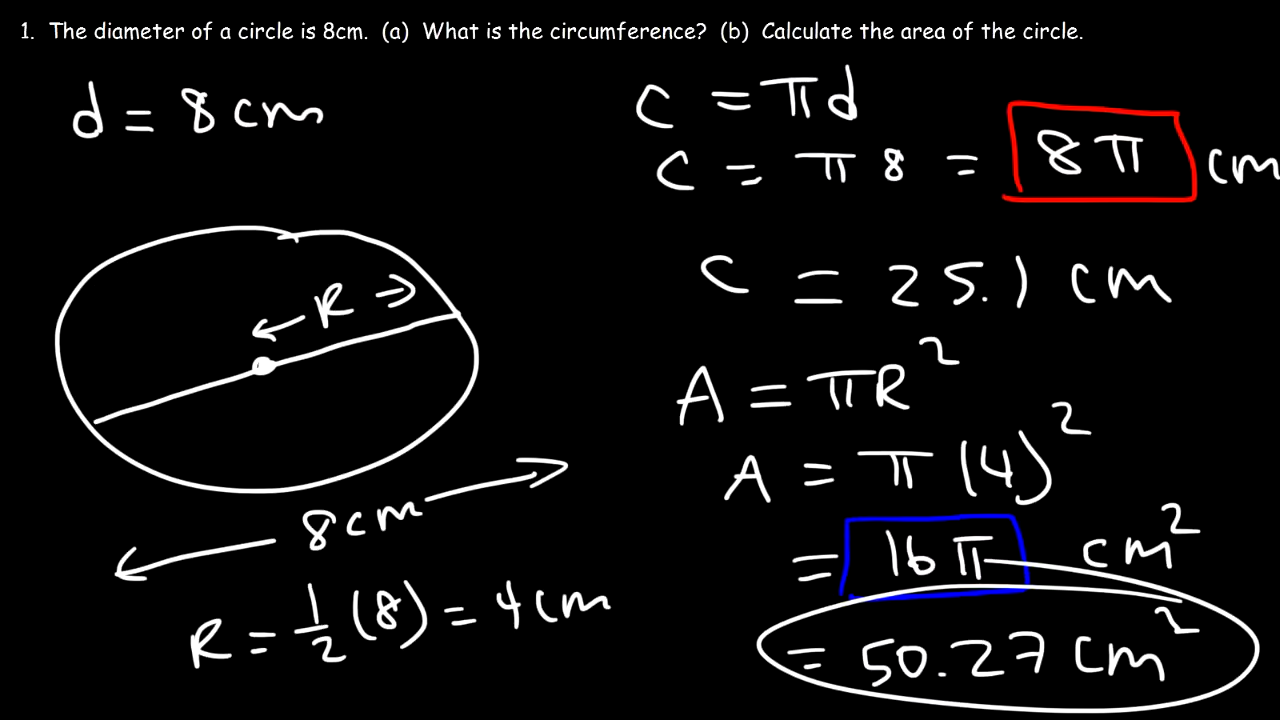 1. The diameter of a circle is 8cm. (a) What is the circumference? (b) Calculate the area of the circle.
d = 8 cm
R
8cm
R = 1/2 (8) = 4 cm
C = πd
C = π 8 = 8π cm
C = 25.1 cm
A = πR²
A = π (4)²
= 16π cm²
= 50.27 cm²